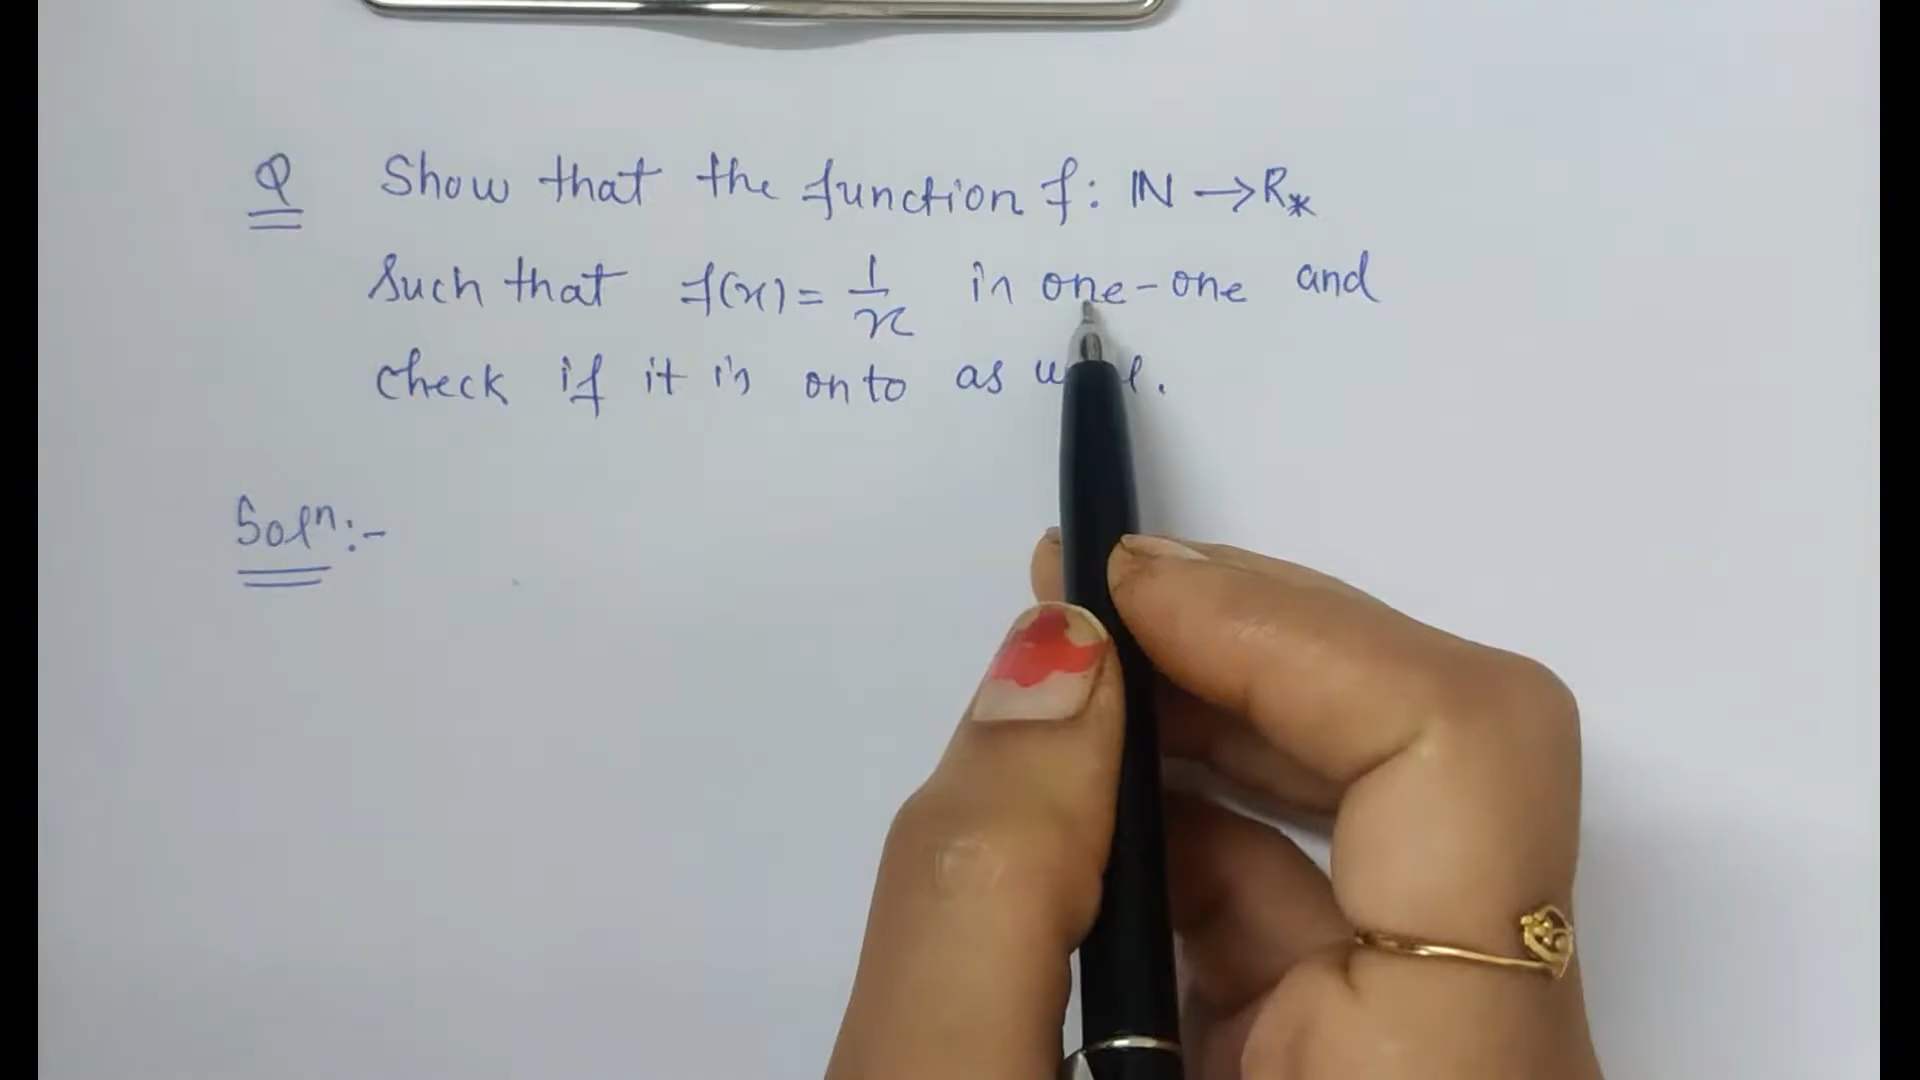 Q Show that the function f: ℕ → R*
Such that f(x) = 1/x is one-one and
check if it is onto as
Solⁿ:-